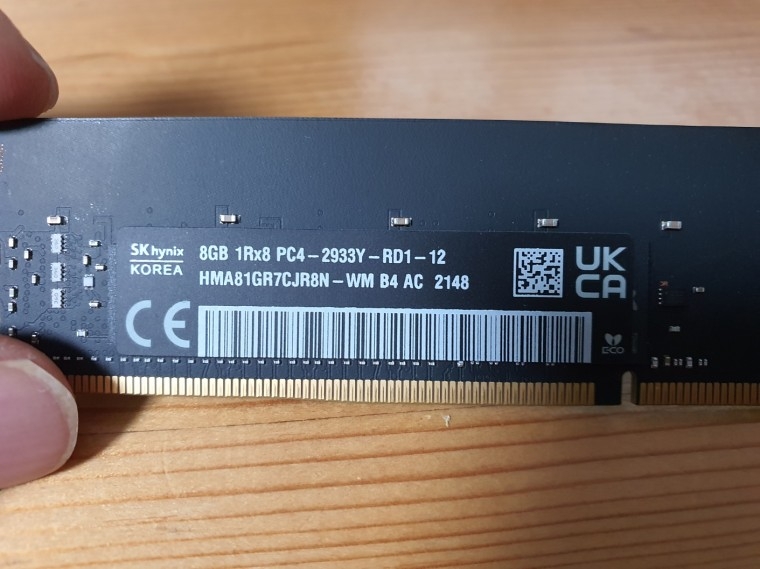 SK hynix
KOREA
8GB 1Rx8 PC4-2933Y-RD1-12
HMA81GR7CJR8N-WM B4 AC 2148
CE
UK
CA
ECO